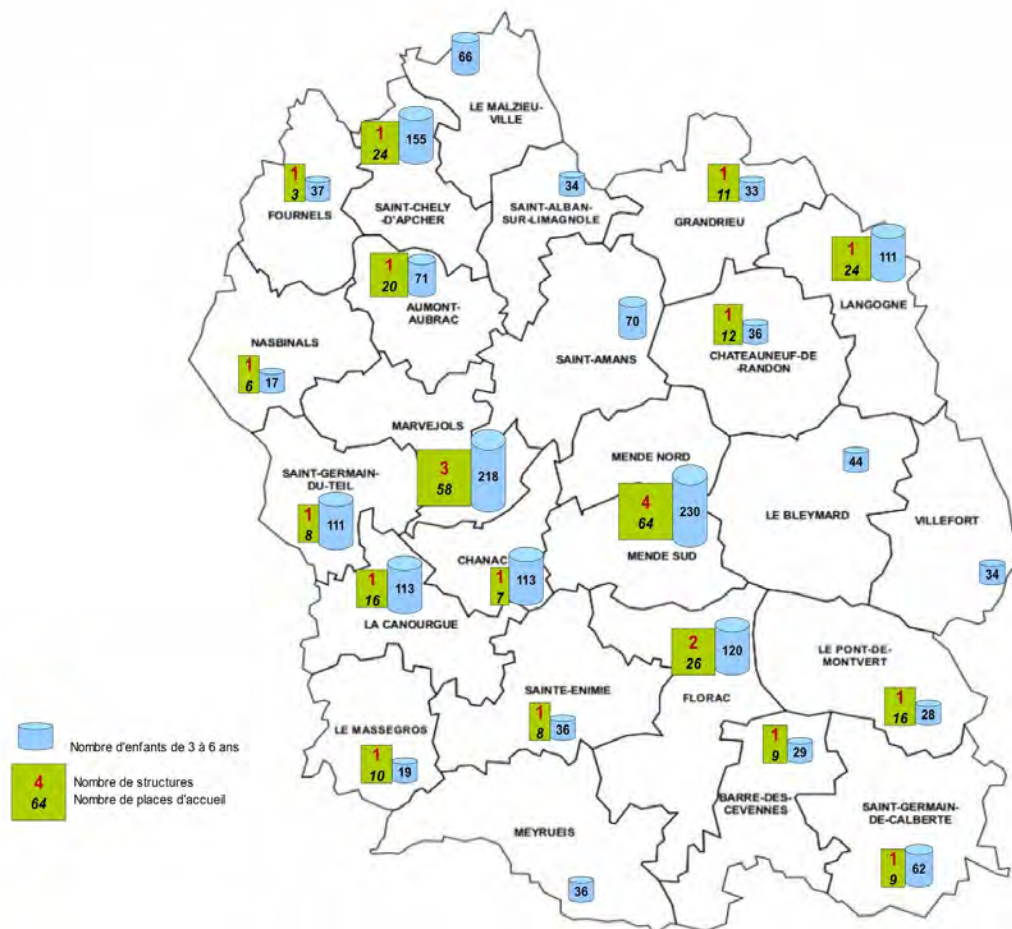 66
LE MALZIEU-
VILLE
1
24
155
SAINT-CHELY
-D'APCHER
1
3
37
FOURNELS
34
SAINT-ALBAN-
SUR-LIMAGNOLE
1
11
33
GRANDRIEU
1
24
111
LANGOGNE
1
20
71
AUMONT-
AUBRAC
70
SAINT-AMANS
1
12
36
CHATEAUNEUF-DE
-RANDON
NASBINALS
1
6
17
MARVEJOLS
3
58
218
SAINT-GERMAIN-
DU-TEIL
1
8
111
MENDE NORD
4
64
230
MENDE SUD
44
LE BLEYMARD
VILLEFORT
34
CHANAC
1
7
113
1
16
113
LA CANOURGUE
2
26
120
FLORAC
LE PONT-DE-
MONTVERT
1
16
28
SAINTE-ENIMIE
1
8
36
LE MASSEGROS
1
10
19
1
9
29
BARRE-DES-
CEVENNES
SAINT-GERMAIN-
DE-CALBERTE
1
9
62
MEYRUEIS
36
Nombre d'enfants de 3 à 6 ans
4
64
Nombre de structures
Nombre de places d'accueil